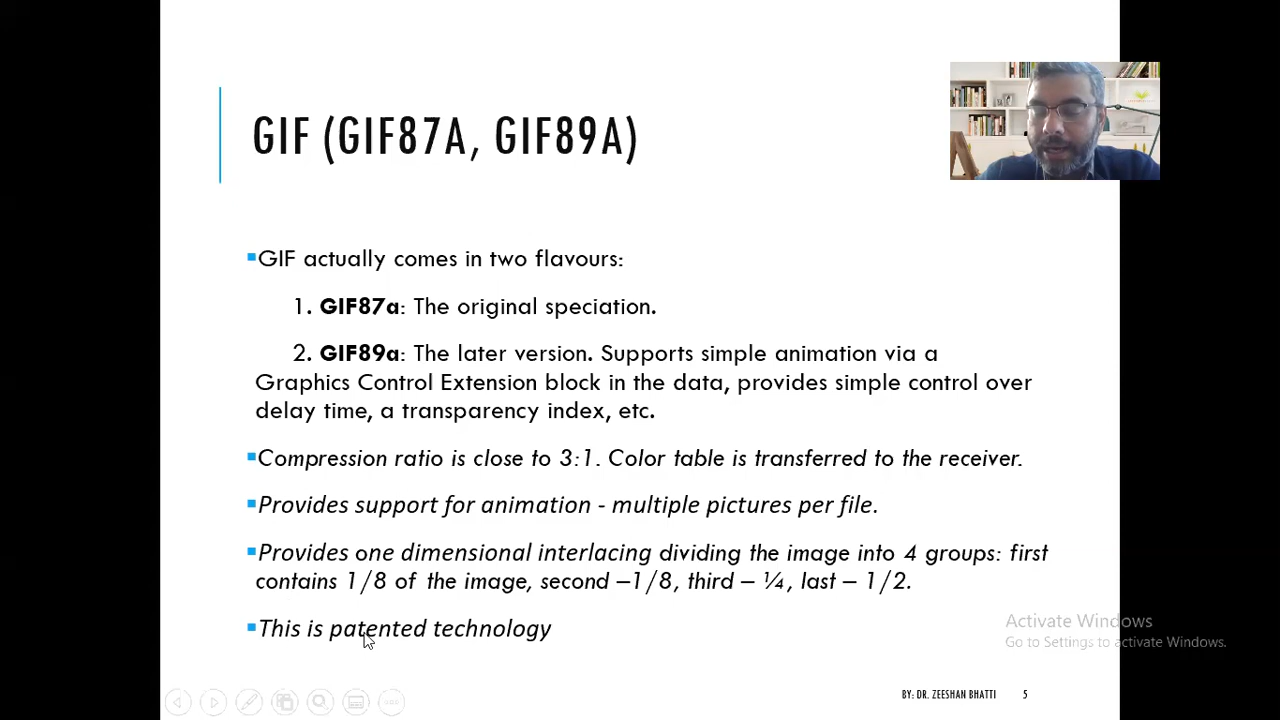 GIF (GIF87A, GIF89A)
GIF actually comes in two flavours:
1. GIF87a: The original speciation.
2. GIF89a: The later version. Supports simple animation via a
Graphics Control Extension block in the data, provides simple control over
delay time, a transparency index, etc.
Compression ratio is close to 3:1. Color table is transferred to the receiver.
Provides support for animation - multiple pictures per file.
Provides one dimensional interlacing dividing the image into 4 groups: first
contains 1/8 of the image, second –1/8, third – ¼, last – 1/2.
This is patented technology
Activate Windows
Go to Settings to activate Windows.
BY: DR. ZEESHAN BHATTI 5